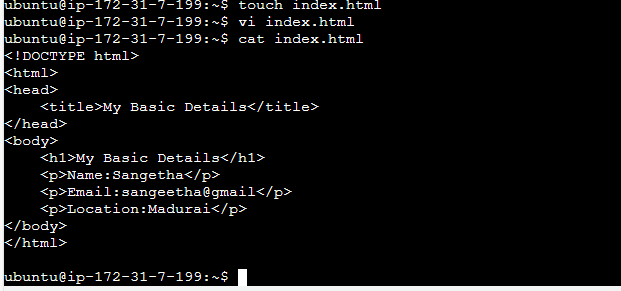 ubuntu@ip-172-31-7-199:~$ touch index.html
ubuntu@ip-172-31-7-199:~$ vi index.html
ubuntu@ip-172-31-7-199:~$ cat index.html
<!DOCTYPE html>
<html>
<head>
    <title>My Basic Details</title>
</head>
<body>
    <h1>My Basic Details</h1>
    <p>Name:Sangetha</p>
    <p>Email:sangeetha@gmail</p>
    <p>Location:Madurai</p>
</body>
</html>

ubuntu@ip-172-31-7-199:~$